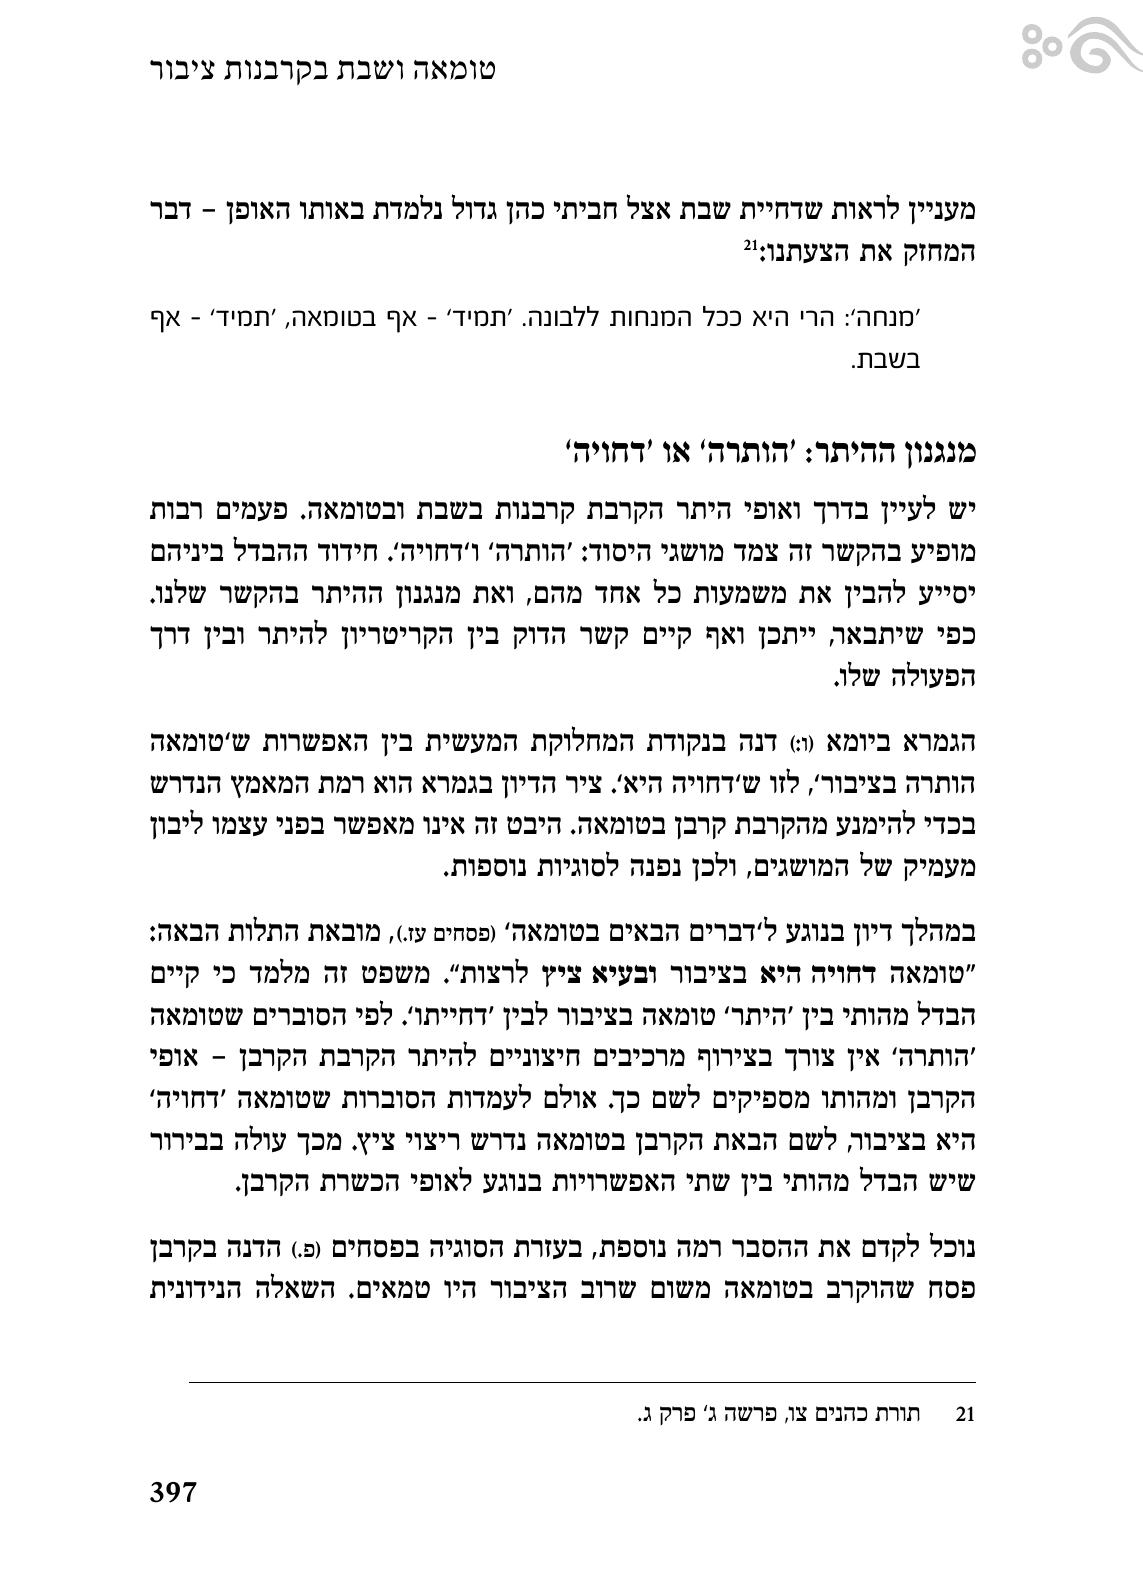 טומאה ושבת בקרבנות ציבור
מעניין לראות שדחיית שבת אצל חביתי כהן גדול נלמדת באותו האופן – דבר
המחזק את הצעתנו:21
'מנחה': הרי היא ככל המנחות ללבונה. 'תמיד' - אף בטומאה, 'תמיד' - אף
בשבת.
מנגנון ההיתר: 'הותרה' או 'דחויה'
יש לעיין בדרך ואופי היתר הקרבת קרבנות בשבת ובטומאה. פעמים רבות
מופיע בהקשר זה צמד מושגי היסוד: 'הותרה' ו'דחויה'. חידוד ההבדל ביניהם
יסייע להבין את משמעות כל אחד מהם, ואת מנגנון ההיתר בהקשר שלנו.
כפי שיתבאר, ייתכן ואף קיים קשר הדוק בין הקריטריון להיתר ובין דרך
הפעולה שלו.
הגמרא ביומא (ו:) דנה בנקודת המחלוקת המעשית בין האפשרות ש'טומאה
הותרה בציבור', לזו ש'דחויה היא'. ציר הדיון בגמרא הוא רמת המאמץ הנדרש
בכדי להימנע מהקרבת קרבן בטומאה. היבט זה אינו מאפשר בפני עצמו ליבון
מעמיק של המושגים, ולכן נפנה לסוגיות נוספות.
במהלך דיון בנוגע ל'דברים הבאים בטומאה' (פסחים עז.), מובאת התלות הבאה:
"טומאה דחויה היא בציבור ובעיא ציץ לרצות". משפט זה מלמד כי קיים
הבדל מהותי בין 'היתר' טומאה בציבור לבין 'דחייתו'. לפי הסוברים שטומאה
'הותרה' אין צורך בצירוף מרכיבים חיצוניים להיתר הקרבת הקרבן – אופי
הקרבן ומהותו מספיקים לשם כך. אולם לעמדות הסוברות שטומאה 'דחויה'
היא בציבור, לשם הבאת הקרבן בטומאה נדרש ריצוי ציץ. מכך עולה בבירור
שיש הבדל מהותי בין שתי האפשרויות בנוגע לאופי הכשרת הקרבן.
נוכל לקדם את ההסבר רמה נוספת, בעזרת הסוגיה בפסחים (פ.) הדנה בקרבן
פסח שהוקרב בטומאה משום שרוב הציבור היו טמאים. השאלה הנידונית
21 תורת כהנים צו, פרשה ג' פרק ג.
397